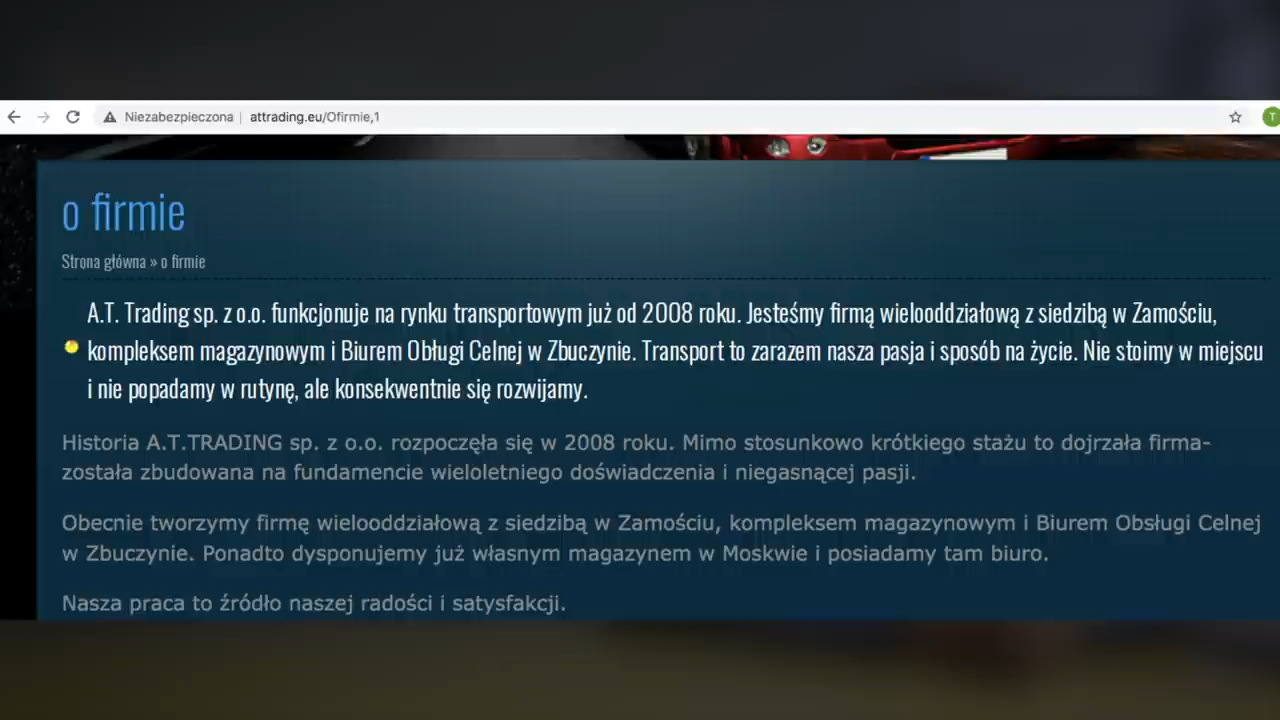 Niezabezpieczona | attrading.eu/Ofirmie,1
T
o firmie
Strona główna » o firmie
A.T. Trading sp. z o.o. funkcjonuje na rynku transportowym już od 2008 roku. Jesteśmy firmą wielooddziałową z siedzibą w Zamościu,
kompleksem magazynowym i Biurem Obługi Celnej w Zbuczynie. Transport to zarazem nasza pasja i sposób na życie. Nie stoimy w miejscu
i nie popadamy w rutynę, ale konsekwentnie się rozwijamy.
Historia A.T.TRADING sp. z o.o. rozpoczęła się w 2008 roku. Mimo stosunkowo krótkiego stażu to dojrzała firma-
została zbudowana na fundamencie wieloletniego doświadczenia i niegasnącej pasji.
Obecnie tworzymy firmę wielooddziałową z siedzibą w Zamościu, kompleksem magazynowym i Biurem Obsługi Celnej
w Zbuczynie. Ponadto dysponujemy już własnym magazynem w Moskwie i posiadamy tam biuro.
Nasza praca to źródło naszej radości i satysfakcji.